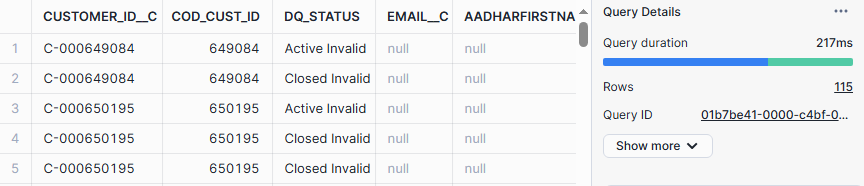 CUSTOMER_ID__C COD_CUST_ID DQ_STATUS EMAIL__C AADHARFIRSTNA
1 C-000649084 649084 Active Invalid null null
2 C-000649084 649084 Closed Invalid null null
3 C-000650195 650195 Active Invalid null null
4 C-000650195 650195 Closed Invalid null null
5 C-000650195 650195 Closed Invalid null null
Query Details
Query duration 217ms
Rows 115
Query ID 01b7be41-0000-c4bf-0...
Show more